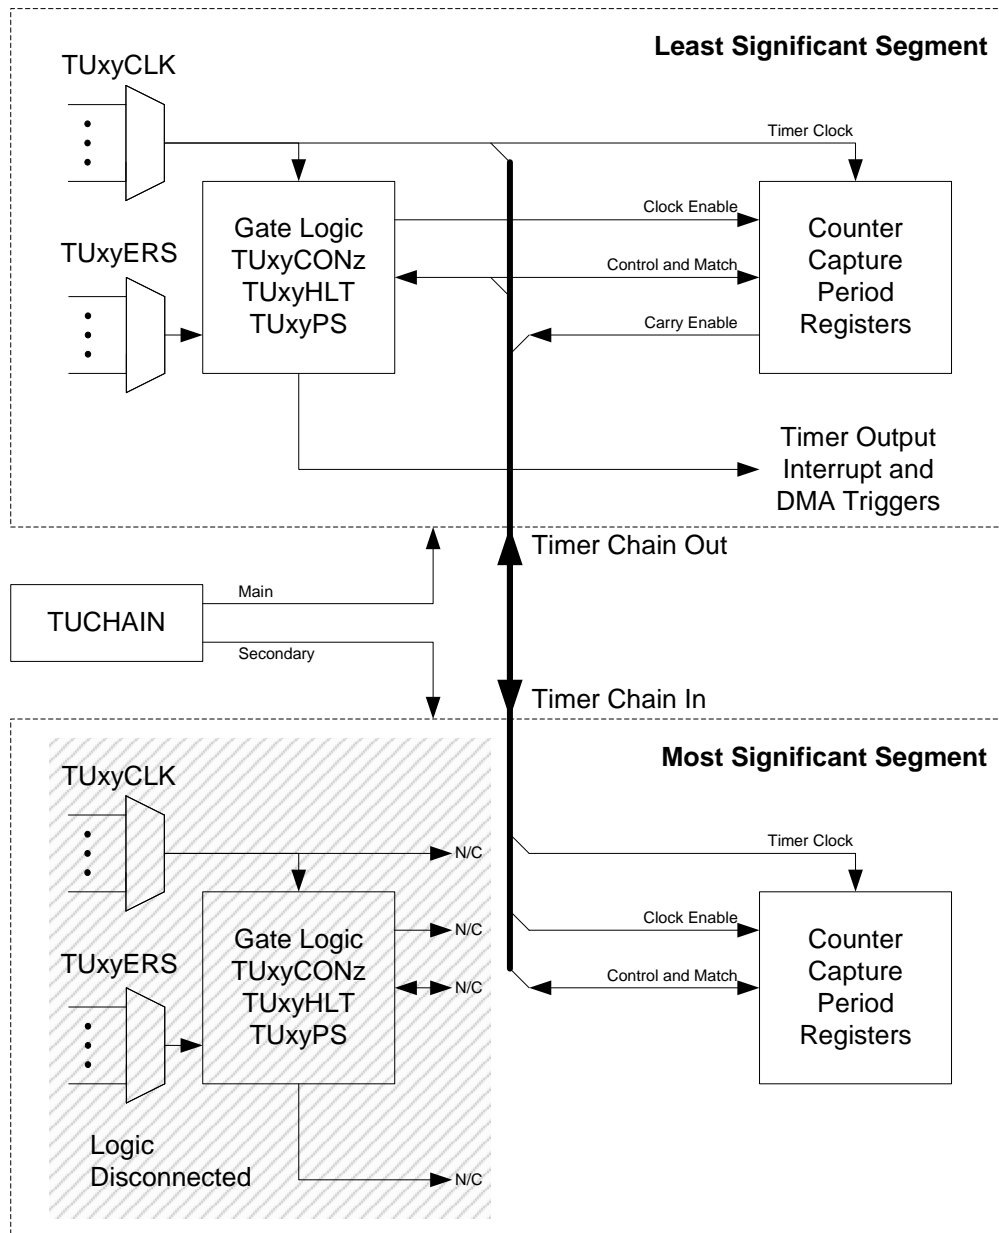 Least Significant Segment
TUxyCLK
Timer Clock
Gate Logic
TUxyCONz
TUxyHLT
TUxyPS
Clock Enable
Control and Match
Carry Enable
Counter
Capture
Period
Registers
TUxyERS
Timer Output
Interrupt and
DMA Triggers
Timer Chain Out
TUCHAIN
Main
Secondary
Timer Chain In
Most Significant Segment
TUxyCLK
N/C
Timer Clock
Gate Logic
TUxyCONz
TUxyHLT
TUxyPS
N/C
N/C
Clock Enable
Control and Match
Counter
Capture
Period
Registers
TUxyERS
Logic
Disconnected
N/C